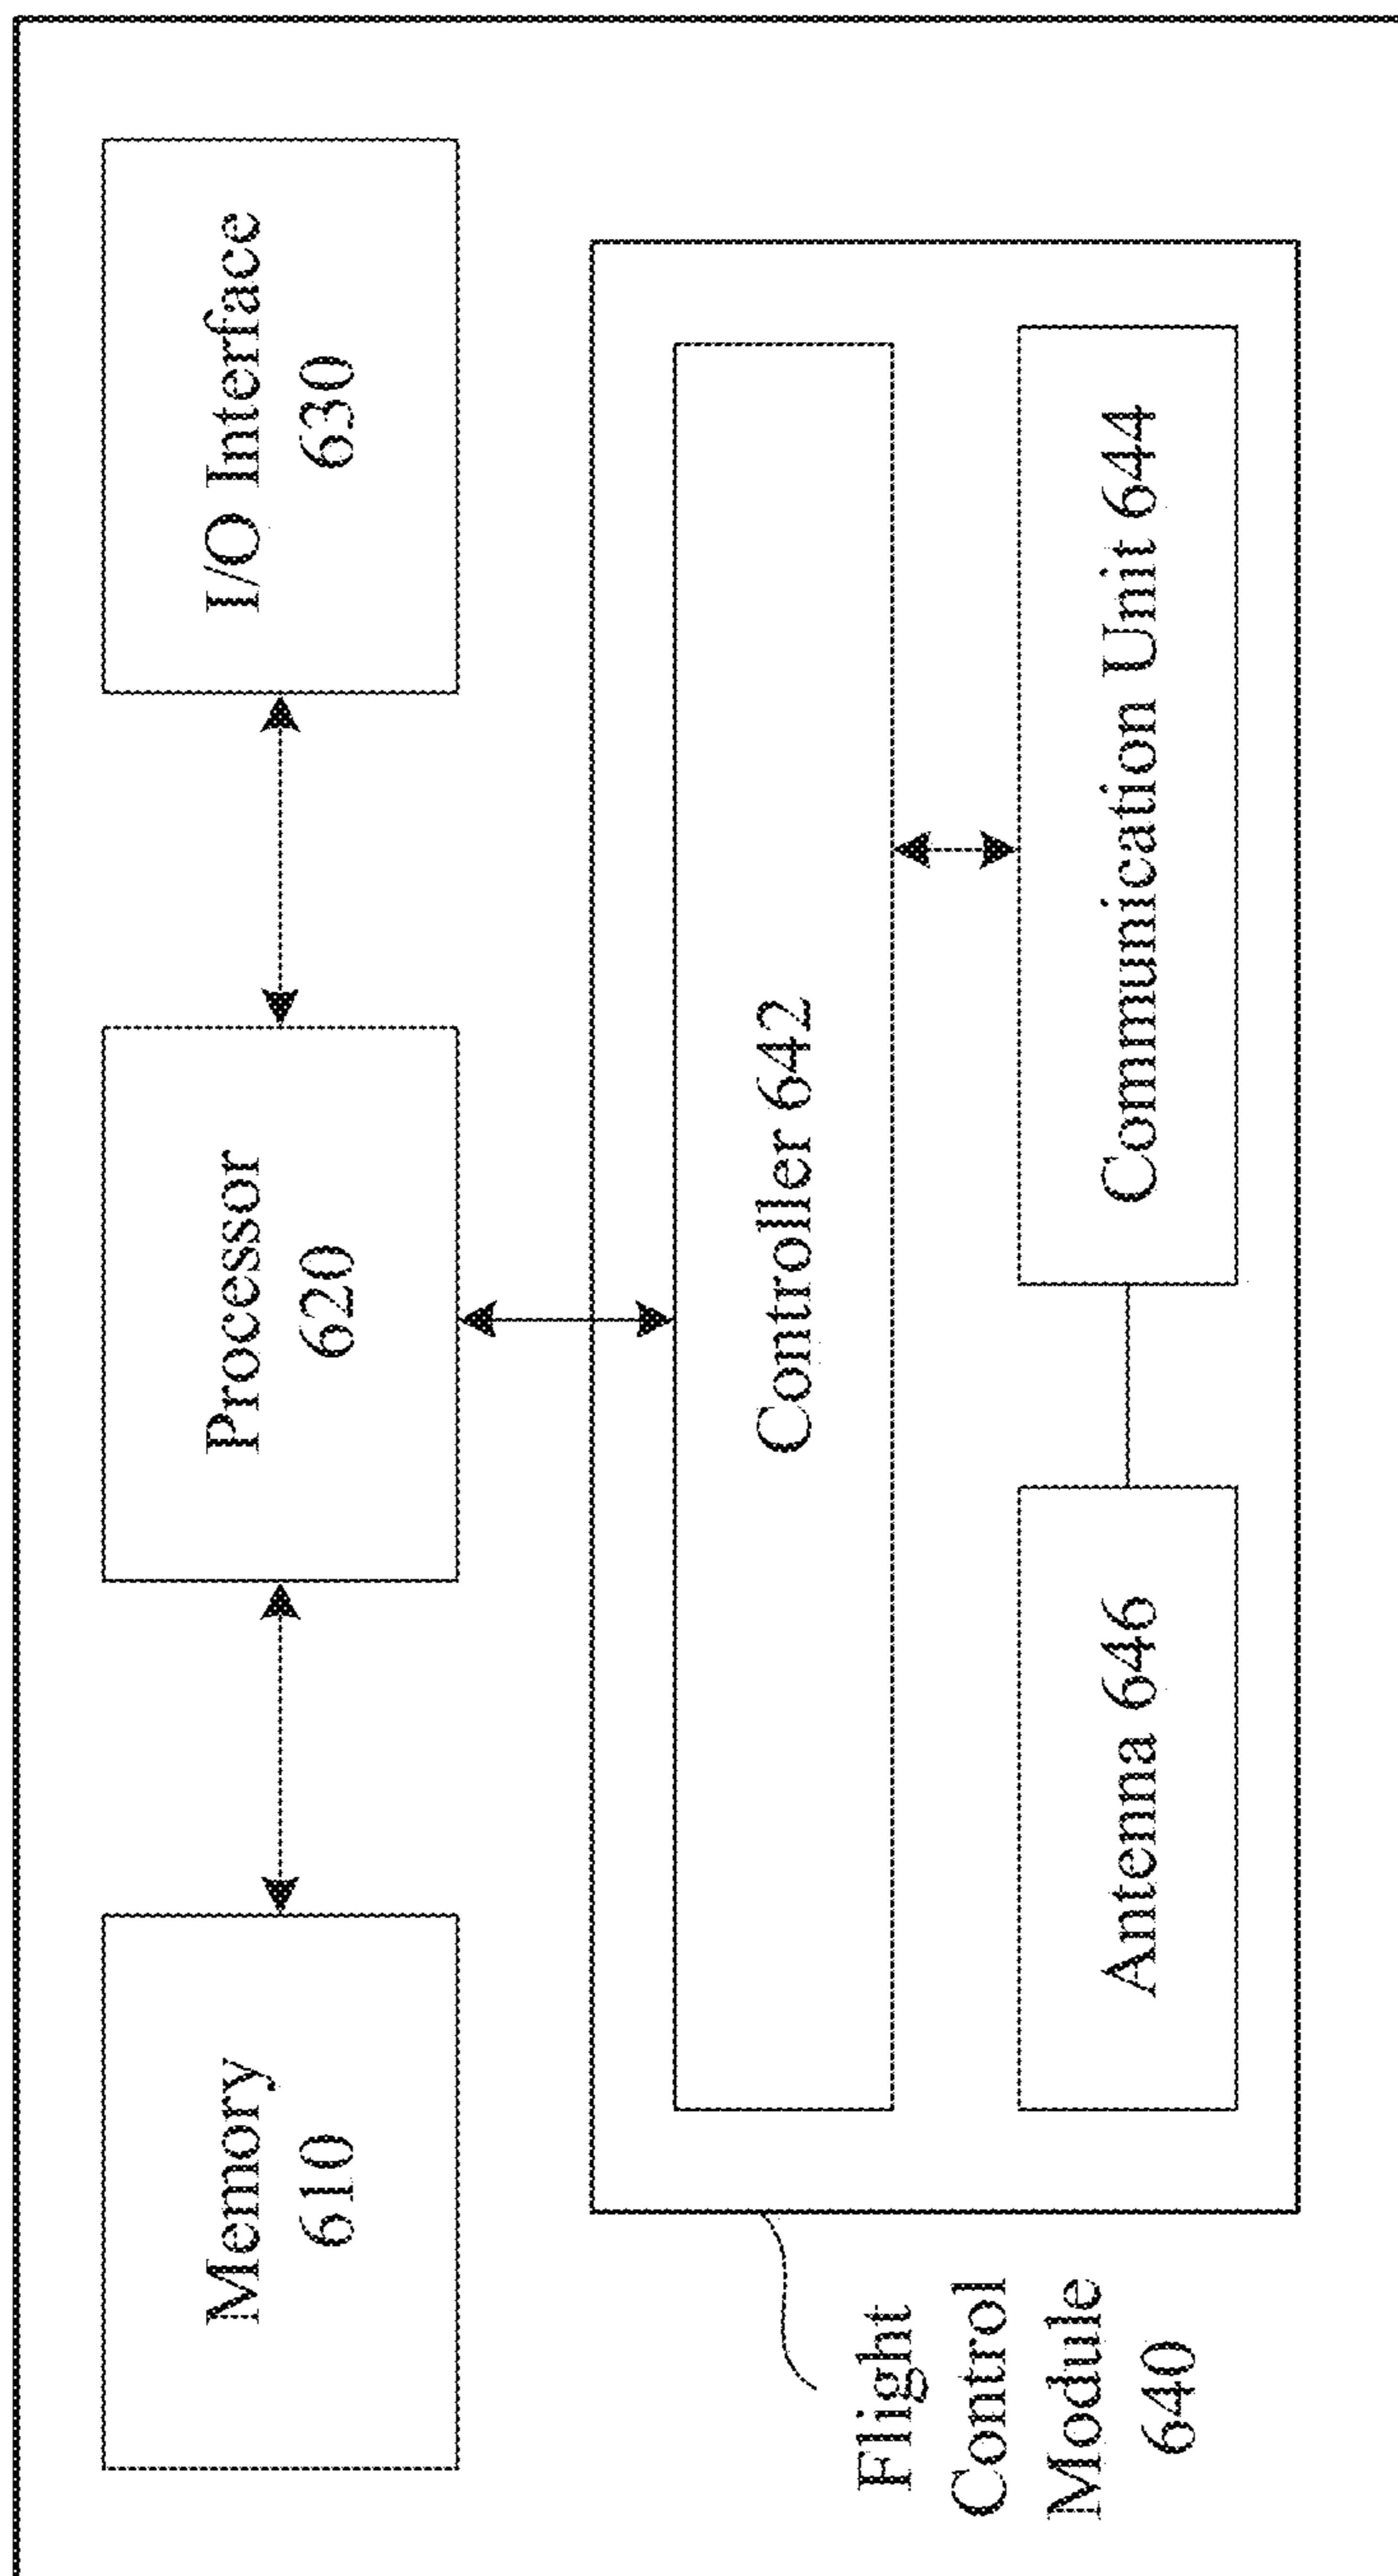 Memory
610
Processor
620
I/O Interface
630
Controller 642
Antenna 646
Communication Unit 644
Flight
Control
Module
640